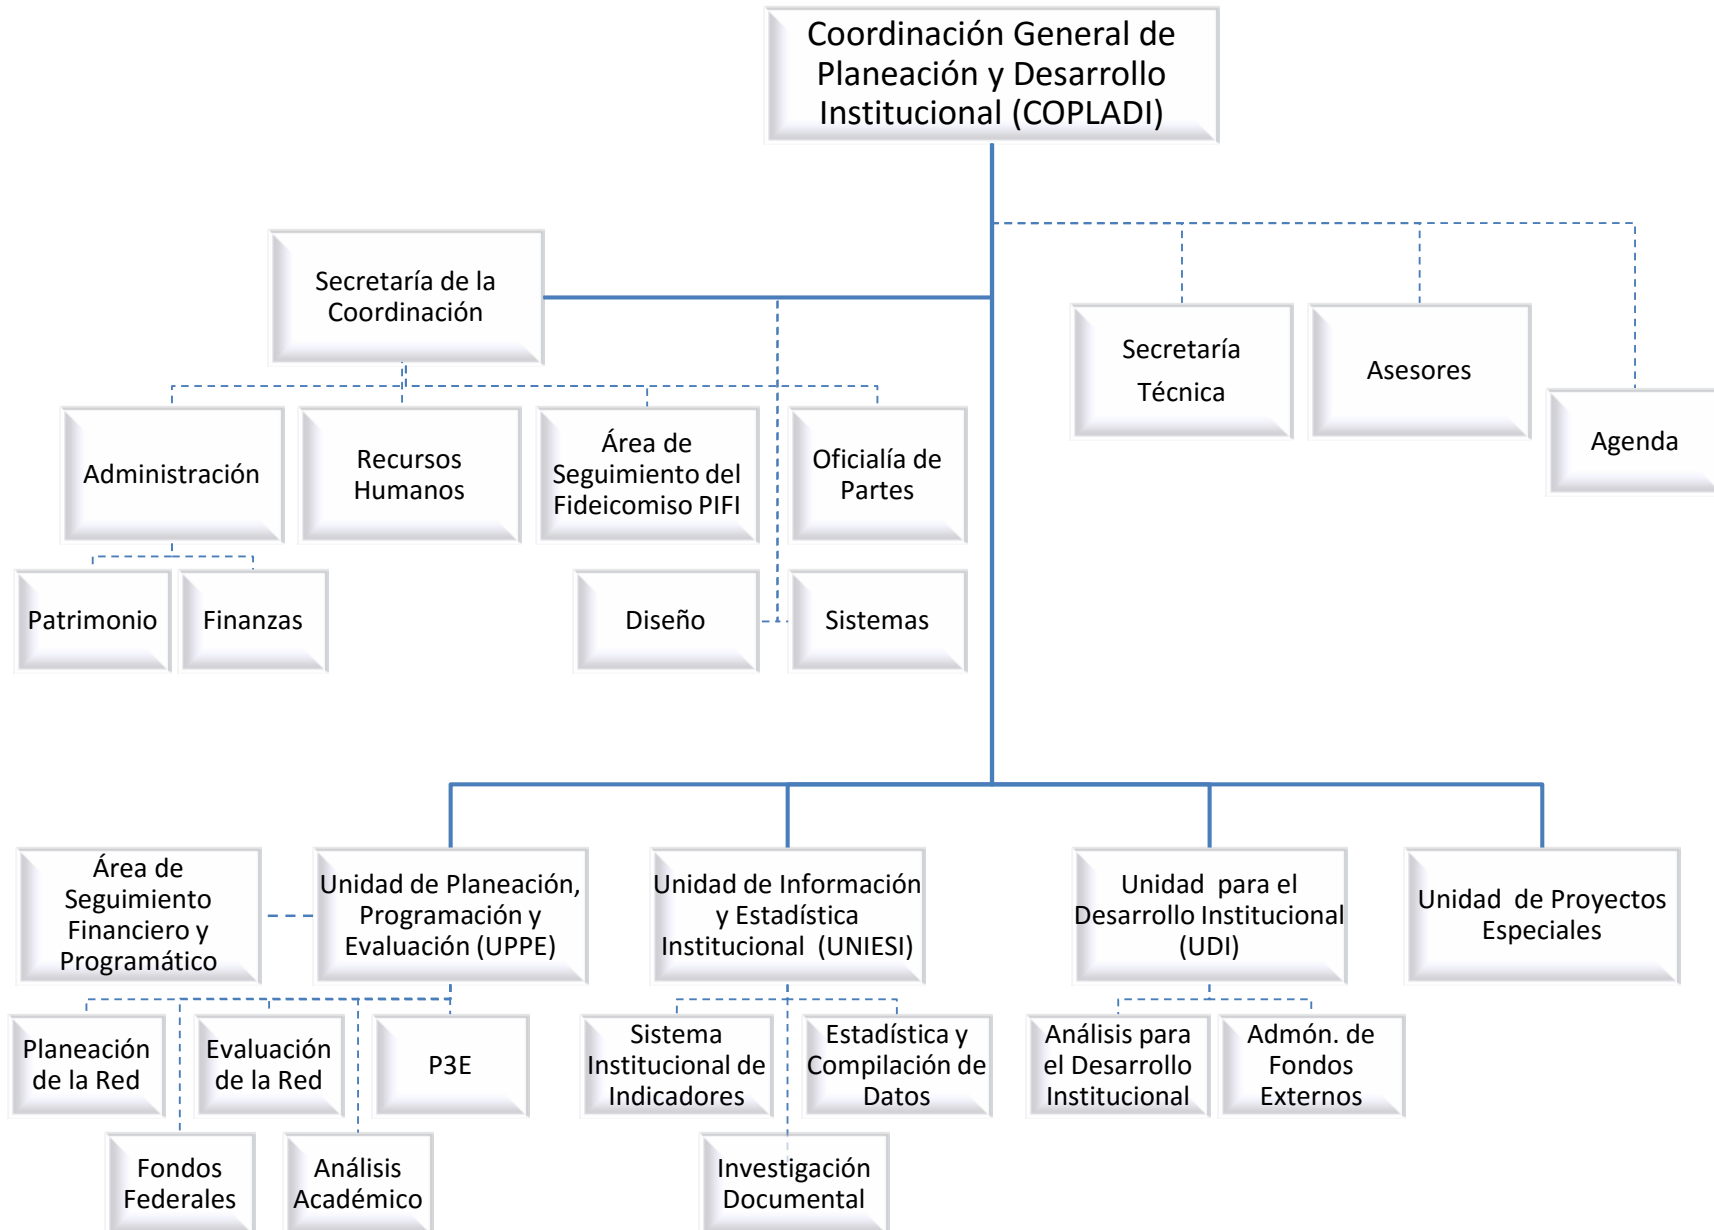 Coordinación General de
Planeación y Desarrollo
Institucional (COPLADI)
Secretaría de la
Coordinación
Secretaría
Técnica
Asesores
Agenda
Administración
Recursos
Humanos
Área de
Seguimiento del
Fideicomiso PIFI
Oficialía de
Partes
Patrimonio
Finanzas
Diseño
Sistemas
Área de
Seguimiento
Financiero y
Programático
Unidad de Planeación,
Programación y
Evaluación (UPPE)
Unidad de Información
y Estadística
Institucional (UNIESI)
Unidad para el
Desarrollo Institucional
(UDI)
Unidad de Proyectos
Especiales
Planeación
de la Red
Evaluación
de la Red
P3E
Sistema
Institucional de
Indicadores
Estadística y
Compilación de
Datos
Análisis para
el Desarrollo
Institucional
Admón. de
Fondos
Externos
Fondos
Federales
Análisis
Académico
Investigación
Documental